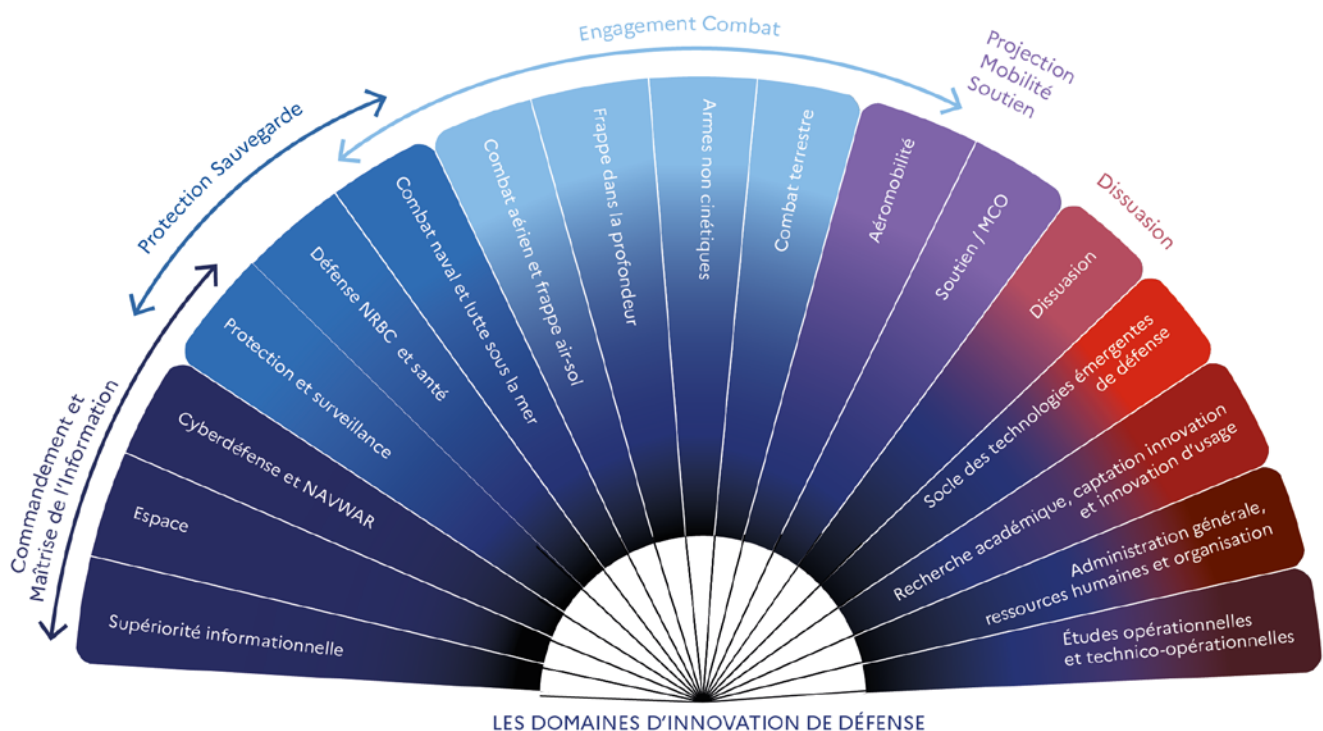 Engagement Combat
Projection
Mobilité
Soutien
Protection Sauvegarde
Dissuasion
Commandement et
Maîtrise de l'Information
Supériorité informationnelle
Espace
Cyberdéfense et NAVWAR
Protection et surveillance
Défense NRBC et santé
Combat naval et lutte sous la mer
Combat aérien et frappe air-sol
Frappe dans la profondeur
Armes non cinétiques
Combat terrestre
Aéromobilité
Soutien / MCO
Dissuasion
Socle des technologies émergentes
de défense
Recherche académique, captation innovation
et innovation d'usage
Administration générale,
ressources humaines et organisation
Études opérationnelles
et technico-opérationnelles
LES DOMAINES D'INNOVATION DE DÉFENSE